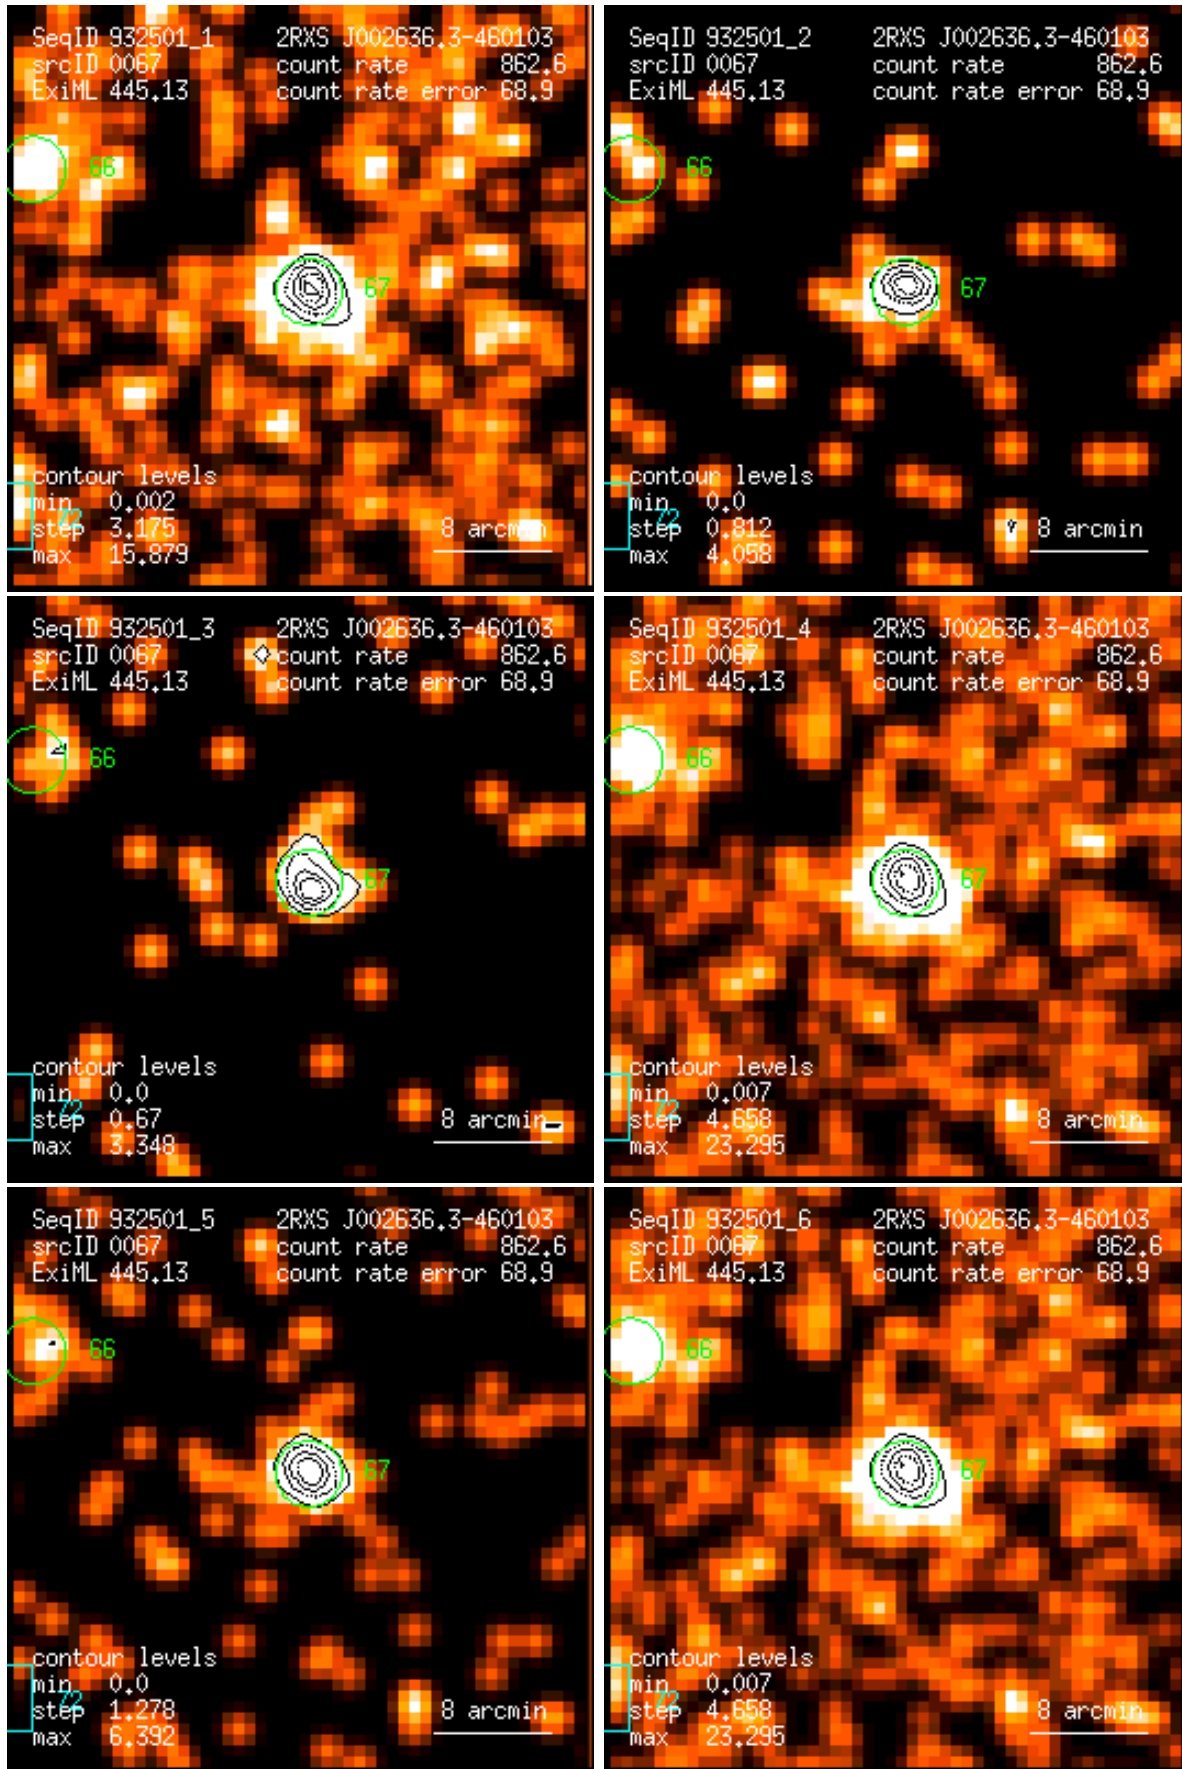 SeqID 932501_1 2RXS J002636.3-460103
srcID 0067 count rate 862.6
ExiML 445.13 count rate error 68.9
66
67
contour levels
min 0.002
72
step 3.175 8 arcmin
max 15.879
SeqID 932501_2 2RXS J002636.3-460103
srcID 0067 count rate 862.6
ExiML 445.13 count rate error 68.9
66
67
contour levels
min 0.0
72
step 0.812 8 arcmin
max 4.058
SeqID 932501_3 2RXS J002636.3-460103
srcID 0067 count rate 862.6
ExiML 445.13 count rate error 68.9
66
67
contour levels
min 0.0
72
step 0.67 8 arcmin
max 3.348
SeqID 932501_4 2RXS J002636.3-460103
srcID 0067 count rate 862.6
ExiML 445.13 count rate error 68.9
66
67
contour levels
min 0.007
72
step 4.658 8 arcmin
max 23.295
SeqID 932501_5 2RXS J002636.3-460103
srcID 0067 count rate 862.6
ExiML 445.13 count rate error 68.9
66
67
contour levels
min 0.0
72
step 1.278 8 arcmin
max 6.392
SeqID 932501_6 2RXS J002636.3-460103
srcID 0067 count rate 862.6
ExiML 445.13 count rate error 68.9
66
67
contour levels
min 0.007
72
step 4.658 8 arcmin
max 23.295